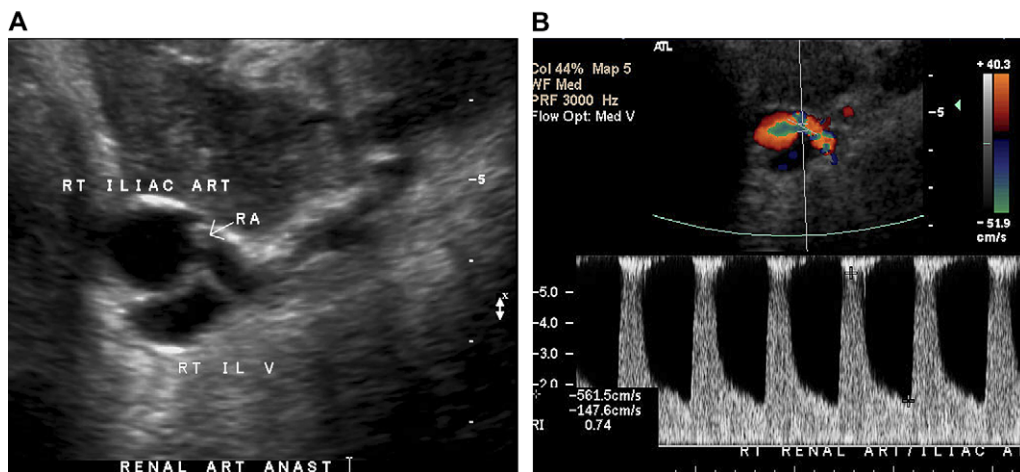 A
RT ILIAC ART
RA
-5
x
RT IL V
RENAL ART ANAST
B
ATL
Col 44% Map 5
WF Med
PRF 3000 Hz
Flow Opt: Med V
-5
+ 40.3
- 51.9
cm/s
-5.0
-4.0
-3.0
-2.0
-561.5cm/s
-147.6cm/s
RI 0.74
RT RENAL ART/ILIAC A